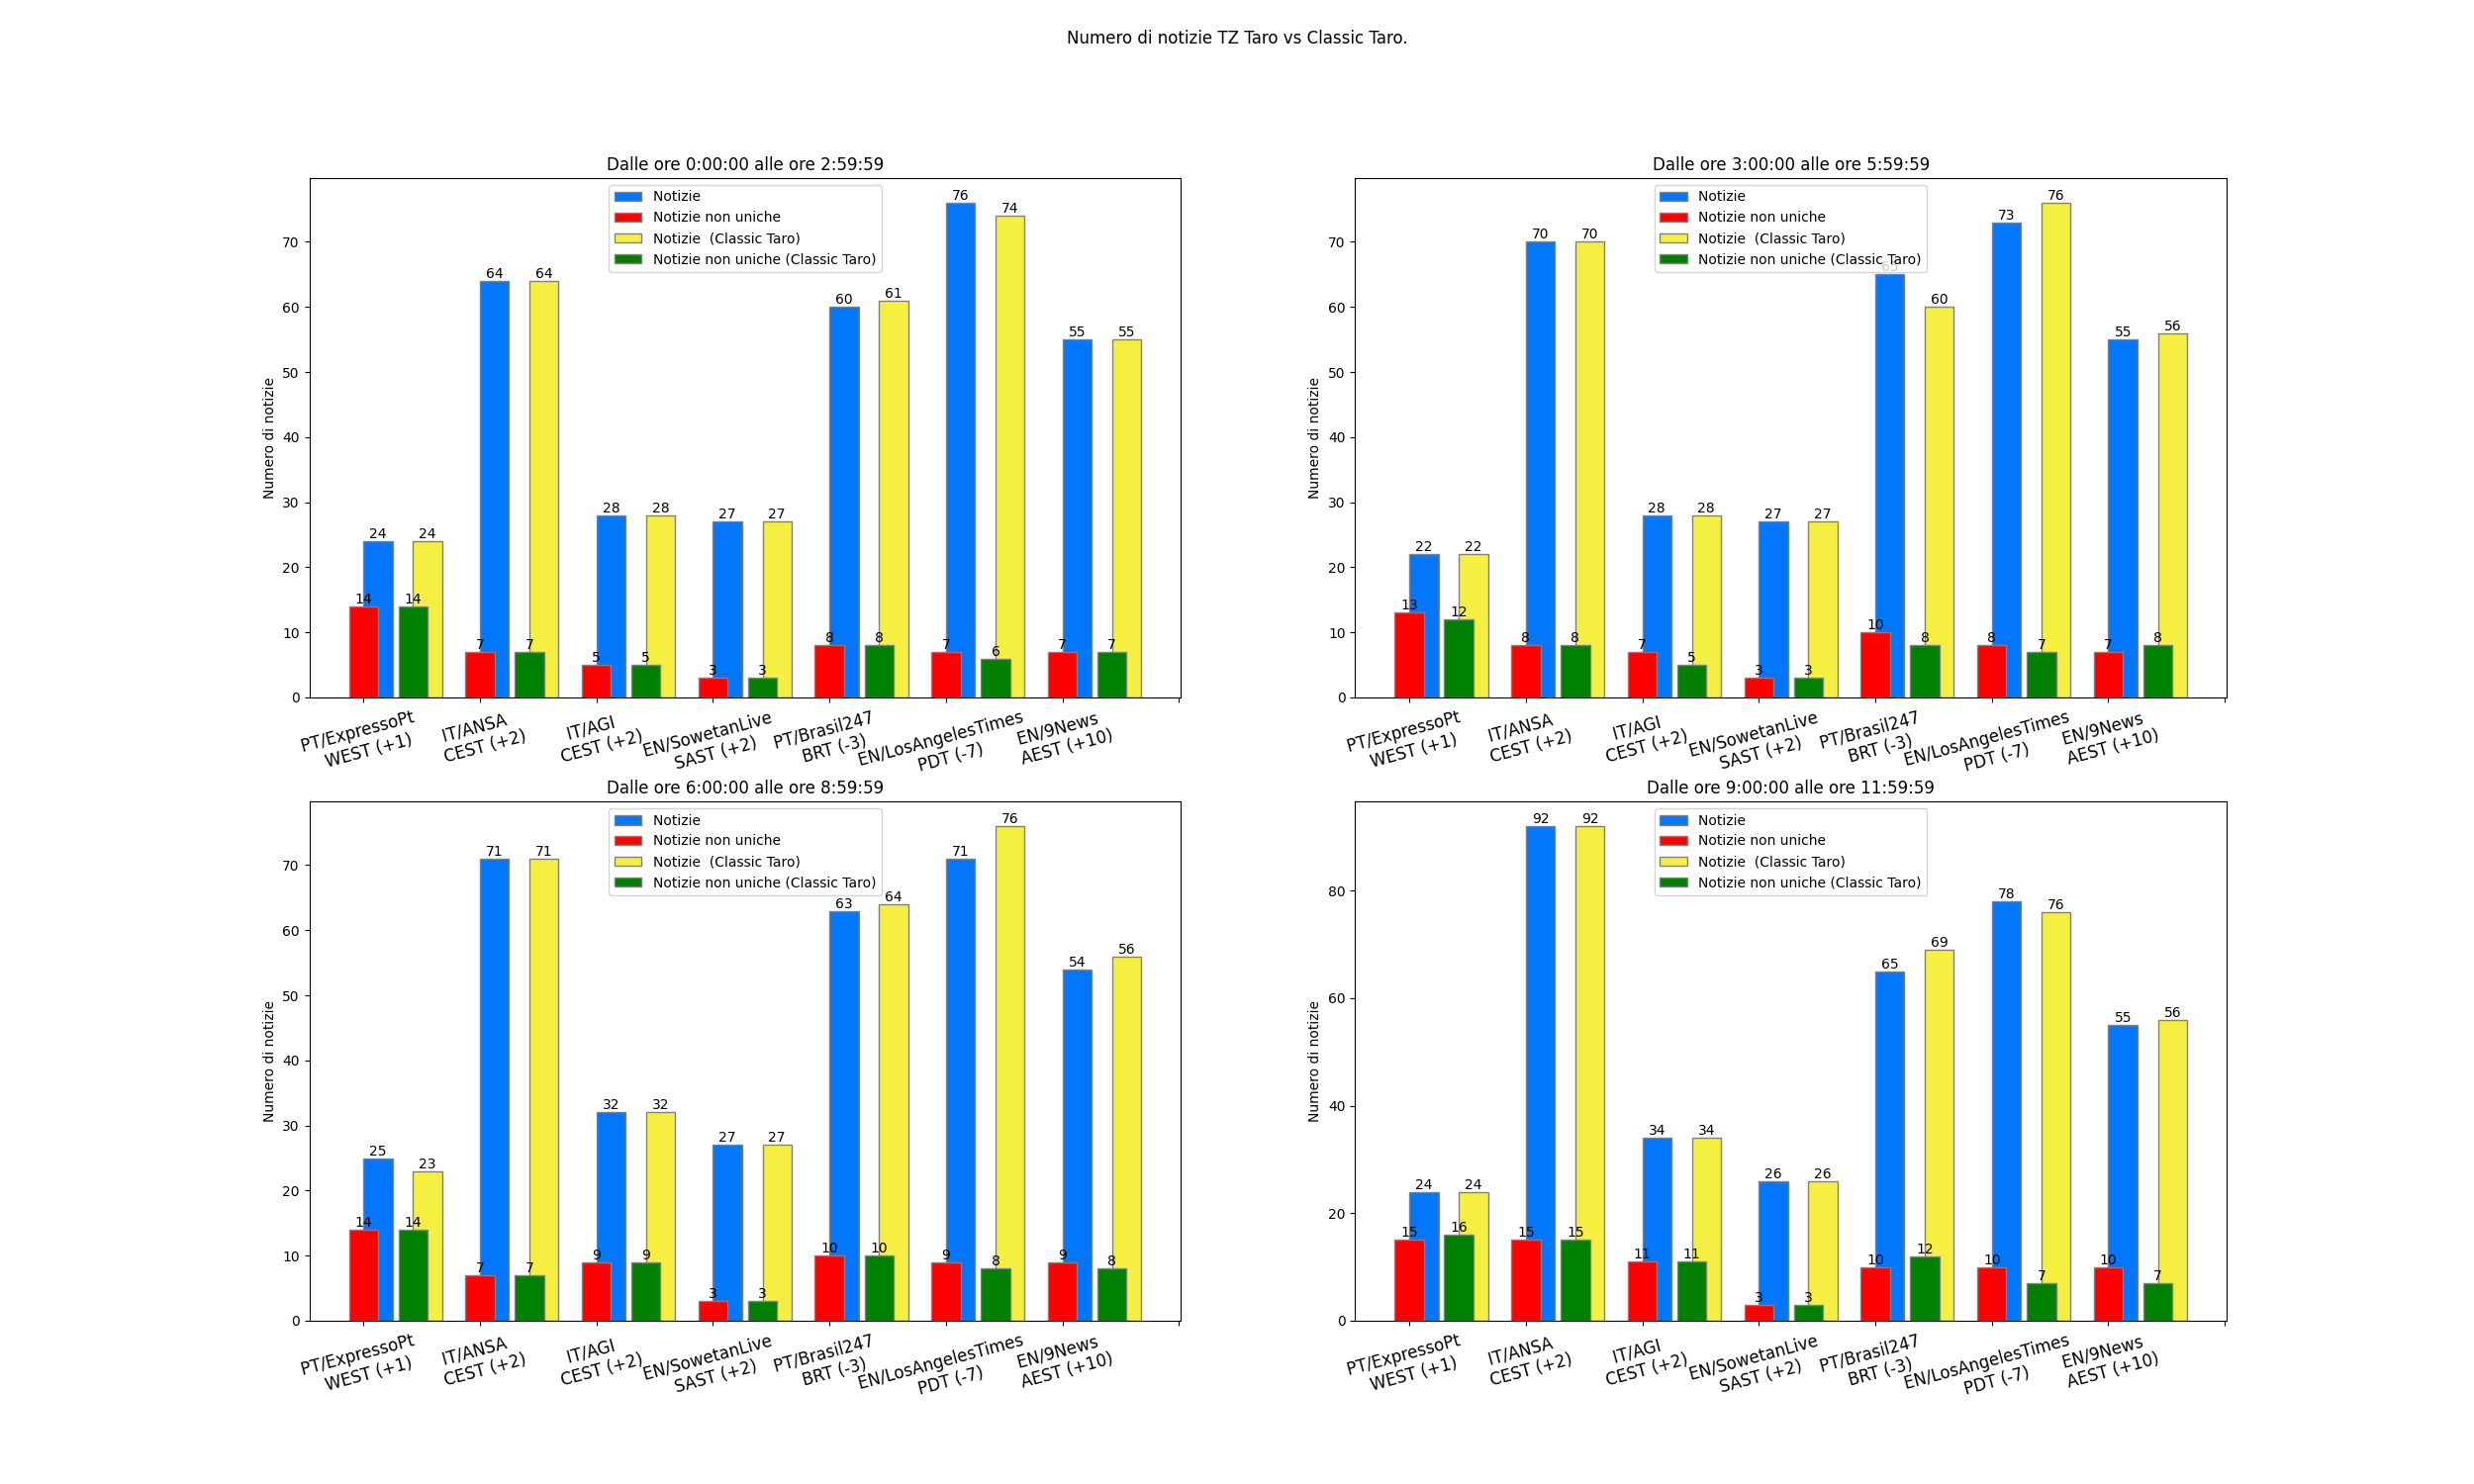 Numero di notizie TZ Taro vs Classic Taro.
Dalle ore 0:00:00 alle ore 2:59:59
Notizie
Notizie non uniche
Notizie  (Classic Taro)
Notizie non uniche (Classic Taro)
Numero di notizie
70
60
50
40
30
20
10
0
24 24 64 64 28 28 27 27 60 61 76 74 55 55
14 14 7 7 5 5 3 3 8 8 7 6 7 7
PT/ExpressoPt
WEST (+1)
IT/ANSA
CEST (+2)
IT/AGI
CEST (+2)
EN/SowetanLive
SAST (+2)
PT/Brasil247
BRT (-3)
EN/LosAngelesTimes
PDT (-7)
EN/9News
AEST (+10)
Dalle ore 3:00:00 alle ore 5:59:59
Notizie
Notizie non uniche
Notizie  (Classic Taro)
Notizie non uniche (Classic Taro)
Numero di notizie
70
60
50
40
30
20
10
0
22 22 70 70 28 28 27 27 65 60 73 76 55 56
13 12 8 8 7 5 3 3 10 8 8 7 7 8
PT/ExpressoPt
WEST (+1)
IT/ANSA
CEST (+2)
IT/AGI
CEST (+2)
EN/SowetanLive
SAST (+2)
PT/Brasil247
BRT (-3)
EN/LosAngelesTimes
PDT (-7)
EN/9News
AEST (+10)
Dalle ore 6:00:00 alle ore 8:59:59
Notizie
Notizie non uniche
Notizie  (Classic Taro)
Notizie non uniche (Classic Taro)
Numero di notizie
70
60
50
40
30
20
10
0
25 23 71 71 32 32 27 27 63 64 71 76 54 56
14 14 7 7 9 9 3 3 10 10 9 8 9 8
PT/ExpressoPt
WEST (+1)
IT/ANSA
CEST (+2)
IT/AGI
CEST (+2)
EN/SowetanLive
SAST (+2)
PT/Brasil247
BRT (-3)
EN/LosAngelesTimes
PDT (-7)
EN/9News
AEST (+10)
Dalle ore 9:00:00 alle ore 11:59:59
Notizie
Notizie non uniche
Notizie  (Classic Taro)
Notizie non uniche (Classic Taro)
Numero di notizie
80
60
40
20
0
24 24 92 92 34 34 26 26 65 69 78 76 55 56
15 16 15 15 11 11 3 3 10 12 10 7 10 7
PT/ExpressoPt
WEST (+1)
IT/ANSA
CEST (+2)
IT/AGI
CEST (+2)
EN/SowetanLive
SAST (+2)
PT/Brasil247
BRT (-3)
EN/LosAngelesTimes
PDT (-7)
EN/9News
AEST (+10)